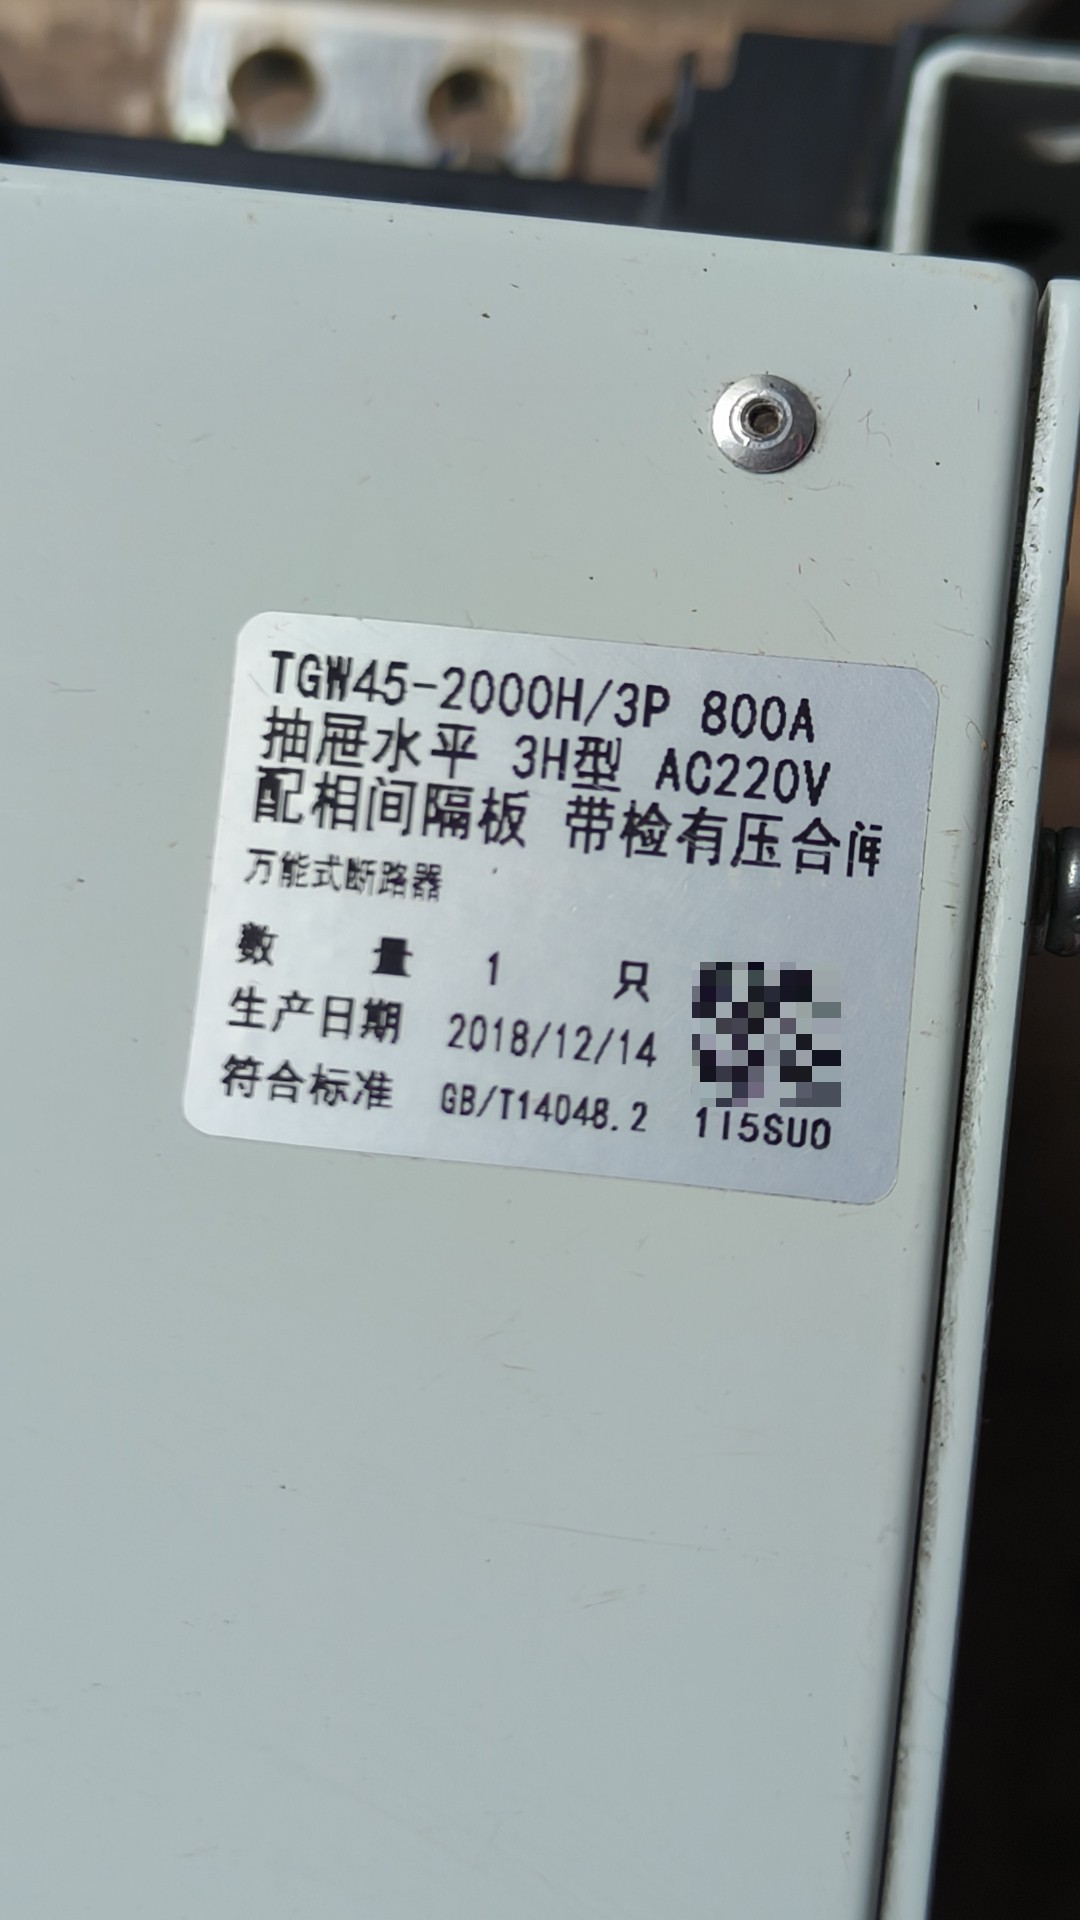 TGW45-2000H/3P 800A
抽屉水平 3H型 AC220V
配相间隔板 带检有压合闸
万能式断路器
数 量 1 只
生产日期 2018/12/14
符合标准 GB/T14048.2 115SU0